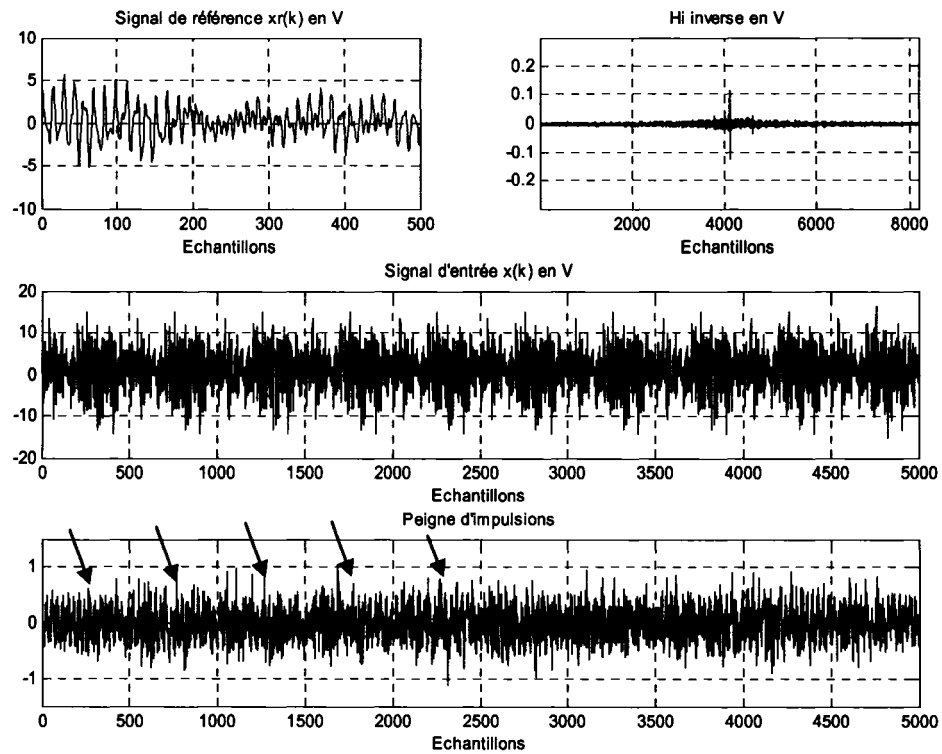 Signal de référence xr(k) en V
Hi inverse en V
10
5
0
-5
-10
0 100 200 300 400 500
Echantillons
0.2
0.1
0
-0.1
-0.2
2000 4000 6000 8000
Echantillons
Signal d'entrée x(k) en V
20
10
0
-10
-20
0 500 1000 1500 2000 2500 3000 3500 4000 4500 5000
Echantillons
Peigne d'impulsions
1
0
-1
0 500 1000 1500 2000 2500 3000 3500 4000 4500 5000
Echantillons